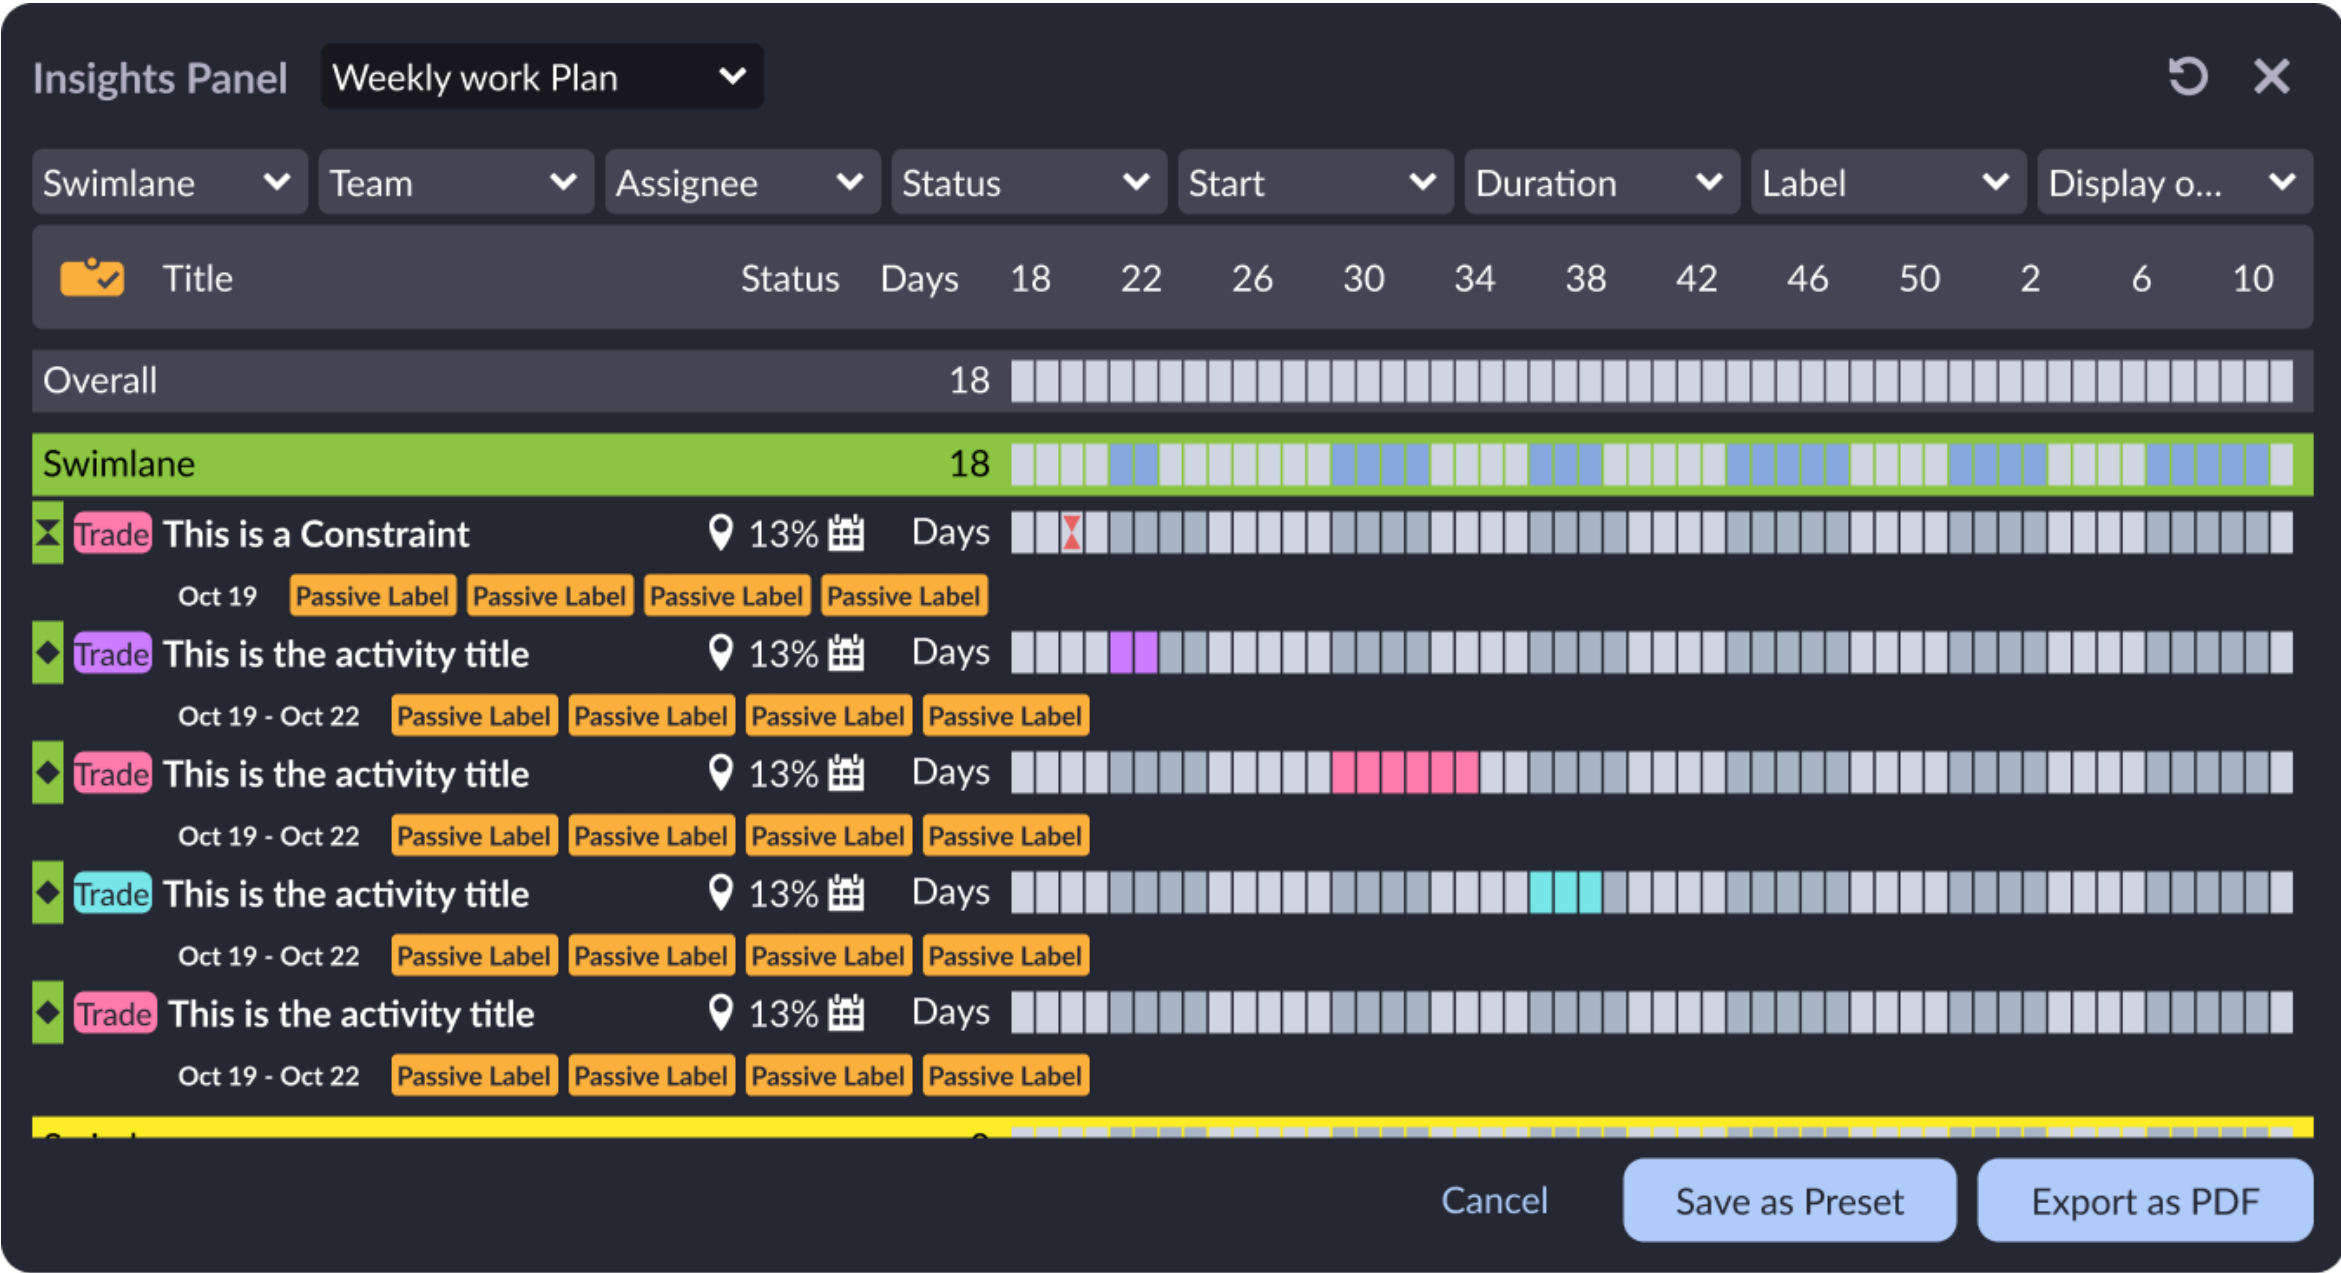 Insights Panel Weekly work Plan
Swimlane Team Assignee Status Start Duration Label Display o...
Title Status Days 18 22 26 30 34 38 42 46 50 2 6 10
Overall 18
Swimlane 18
Trade This is a Constraint 13% Days
Oct 19 Passive Label Passive Label Passive Label Passive Label
Trade This is the activity title 13% Days
Oct 19 - Oct 22 Passive Label Passive Label Passive Label Passive Label
Trade This is the activity title 13% Days
Oct 19 - Oct 22 Passive Label Passive Label Passive Label Passive Label
Trade This is the activity title 13% Days
Oct 19 - Oct 22 Passive Label Passive Label Passive Label Passive Label
Trade This is the activity title 13% Days
Oct 19 - Oct 22 Passive Label Passive Label Passive Label Passive Label
Cancel Save as Preset Export as PDF